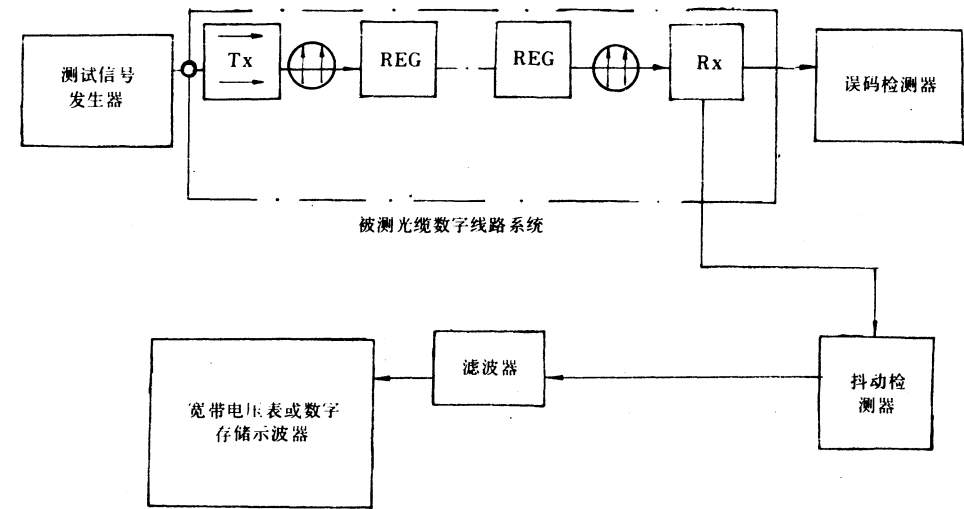 测试信号
发生器
Tx
REG
REG
Rx
误码检测器
被测光缆数字线路系统
宽带电压表或数字
存储示波器
滤波器
抖动检
测器